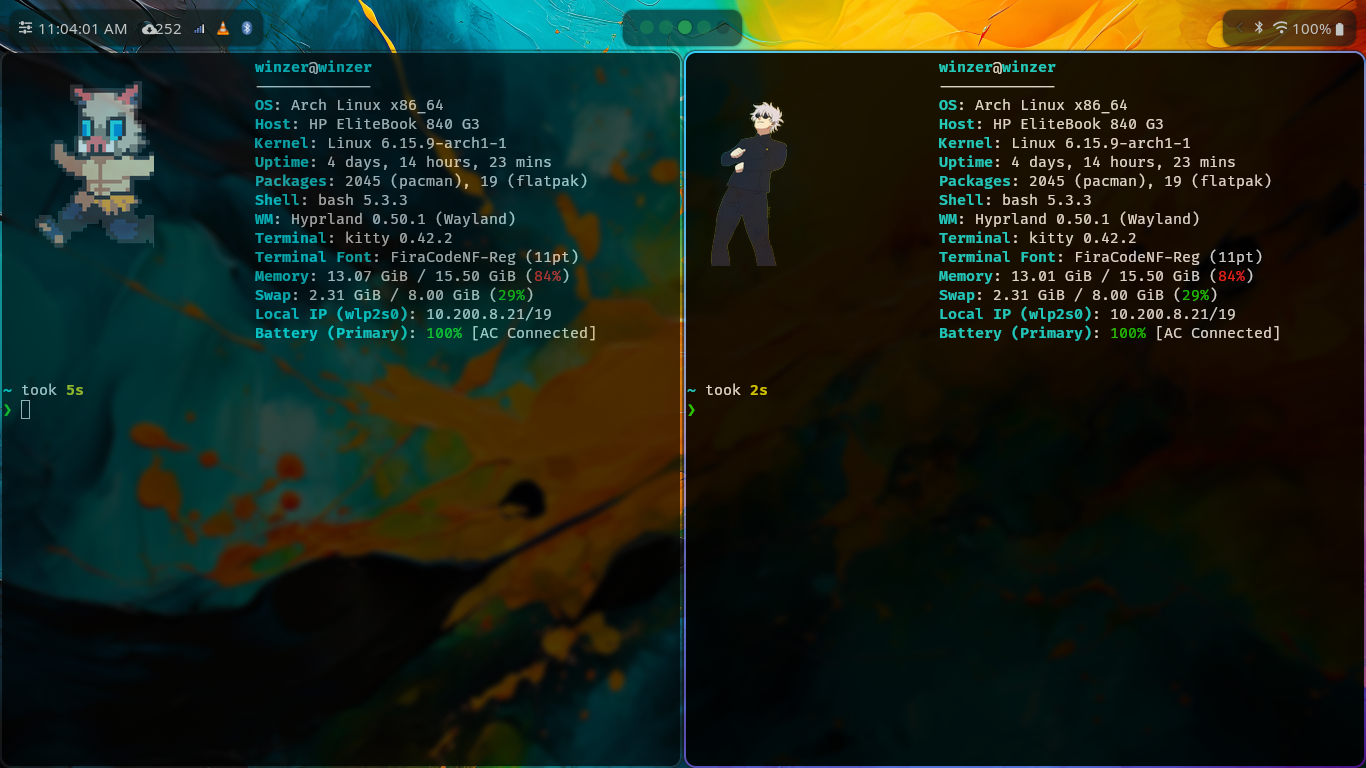 11:04:01 AM 252
100%
winzer@winzer
OS: Arch Linux x86_64
Host: HP EliteBook 840 G3
Kernel: Linux 6.15.9-arch1-1
Uptime: 4 days, 14 hours, 23 mins
Packages: 2045 (pacman), 19 (flatpak)
Shell: bash 5.3.3
WM: Hyprland 0.50.1 (Wayland)
Terminal: kitty 0.42.2
Terminal Font: FiraCodeNF-Reg (11pt)
Memory: 13.07 GiB / 15.50 GiB (84%)
Swap: 2.31 GiB / 8.00 GiB (29%)
Local IP (wlp2s0): 10.200.8.21/19
Battery (Primary): 100% [AC Connected]
~ took 5s
❯
winzer@winzer
OS: Arch Linux x86_64
Host: HP EliteBook 840 G3
Kernel: Linux 6.15.9-arch1-1
Uptime: 4 days, 14 hours, 23 mins
Packages: 2045 (pacman), 19 (flatpak)
Shell: bash 5.3.3
WM: Hyprland 0.50.1 (Wayland)
Terminal: kitty 0.42.2
Terminal Font: FiraCodeNF-Reg (11pt)
Memory: 13.01 GiB / 15.50 GiB (84%)
Swap: 2.31 GiB / 8.00 GiB (29%)
Local IP (wlp2s0): 10.200.8.21/19
Battery (Primary): 100% [AC Connected]
~ took 2s
❯